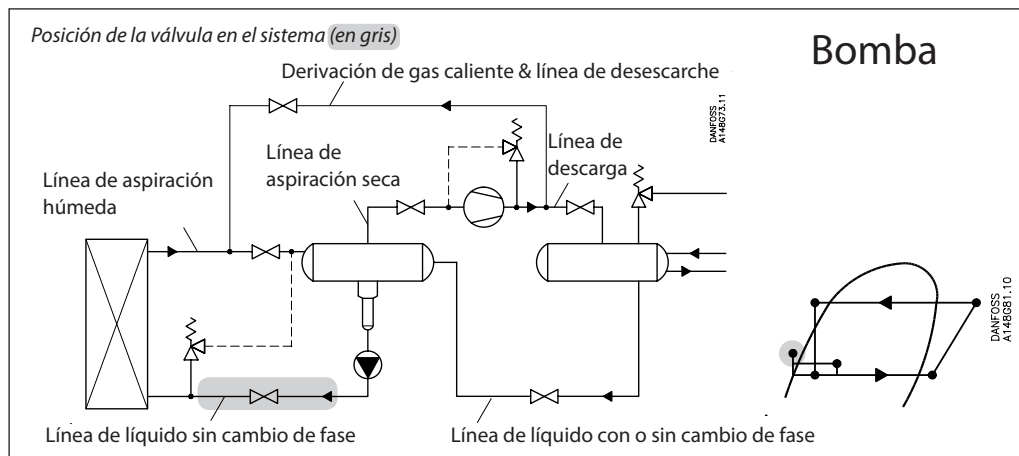 Posición de la válvula en el sistema (en gris)
Bomba
Derivación de gas caliente & línea de desescarche
DANFOSS
A148G73.11
Línea de
aspiración seca
Línea de
descarga
Línea de aspiración
húmeda
DANFOSS
A148G81.10
Línea de líquido sin cambio de fase
Línea de líquido con o sin cambio de fase